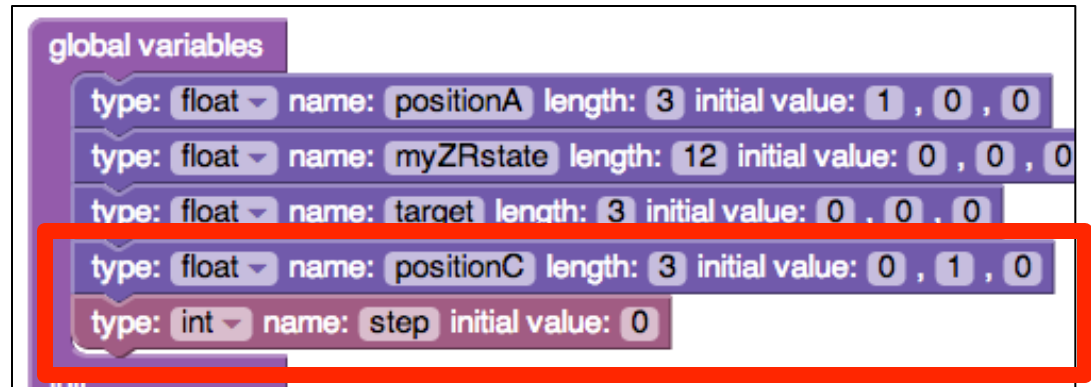 global variables
type: float name: positionA length: 3 initial value: 1 , 0 , 0
type: float name: myZRstate length: 12 initial value: 0 , 0 , 0
type: float name: target length: 3 initial value: 0 , 0 , 0
type: float name: positionC length: 3 initial value: 0 , 1 , 0
type: int name: step initial value: 0